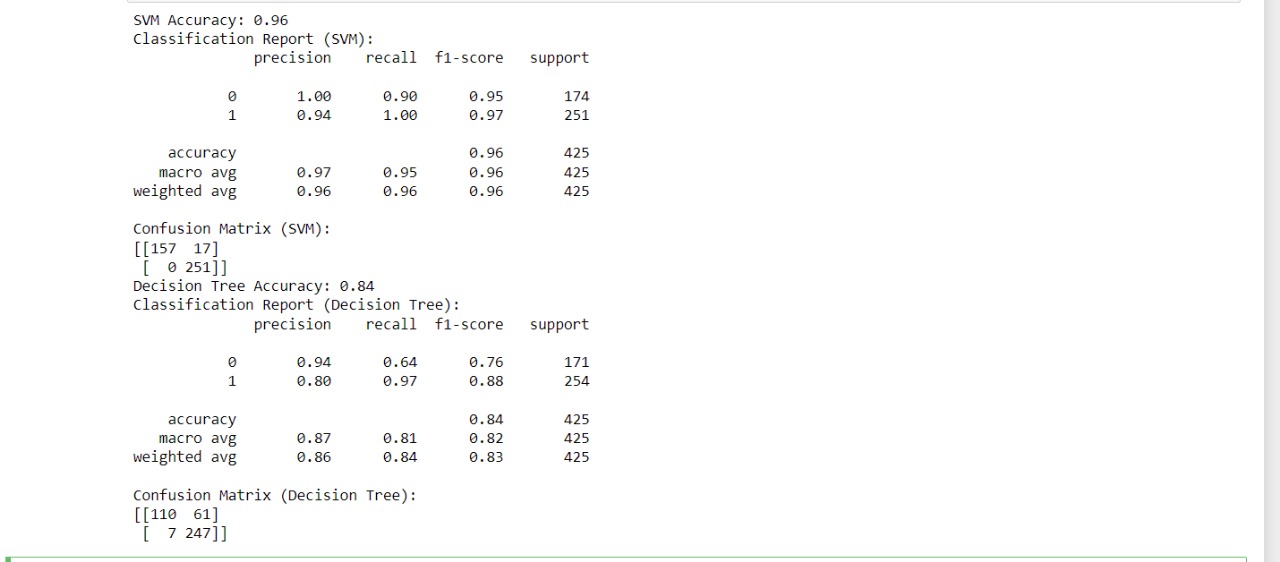 SVM Accuracy: 0.96
Classification Report (SVM):
              precision    recall  f1-score   support

           0       1.00      0.90      0.95       174
           1       0.94      1.00      0.97       251

    accuracy                           0.96       425
   macro avg       0.97      0.95      0.96       425
weighted avg       0.96      0.96      0.96       425

Confusion Matrix (SVM):
[[157  17]
 [  0 251]]
Decision Tree Accuracy: 0.84
Classification Report (Decision Tree):
              precision    recall  f1-score   support

           0       0.94      0.64      0.76       171
           1       0.80      0.97      0.88       254

    accuracy                           0.84       425
   macro avg       0.87      0.81      0.82       425
weighted avg       0.86      0.84      0.83       425

Confusion Matrix (Decision Tree):
[[110  61]
 [  7 247]]